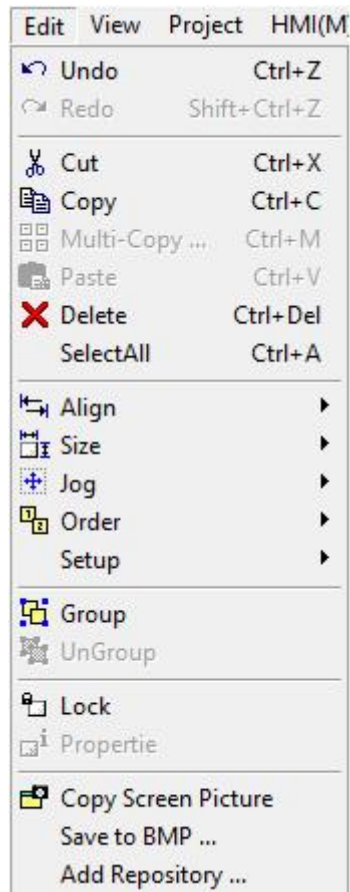 Edit View Project HMI(M
Undo Ctrl+Z
Redo Shift+Ctrl+Z
Cut Ctrl+X
Copy Ctrl+C
Multi-Copy ... Ctrl+M
Paste Ctrl+V
Delete Ctrl+Del
SelectAll Ctrl+A
Align
Size
Jog
Order
Setup
Group
UnGroup
Lock
Propertie
Copy Screen Picture
Save to BMP ...
Add Repository ...